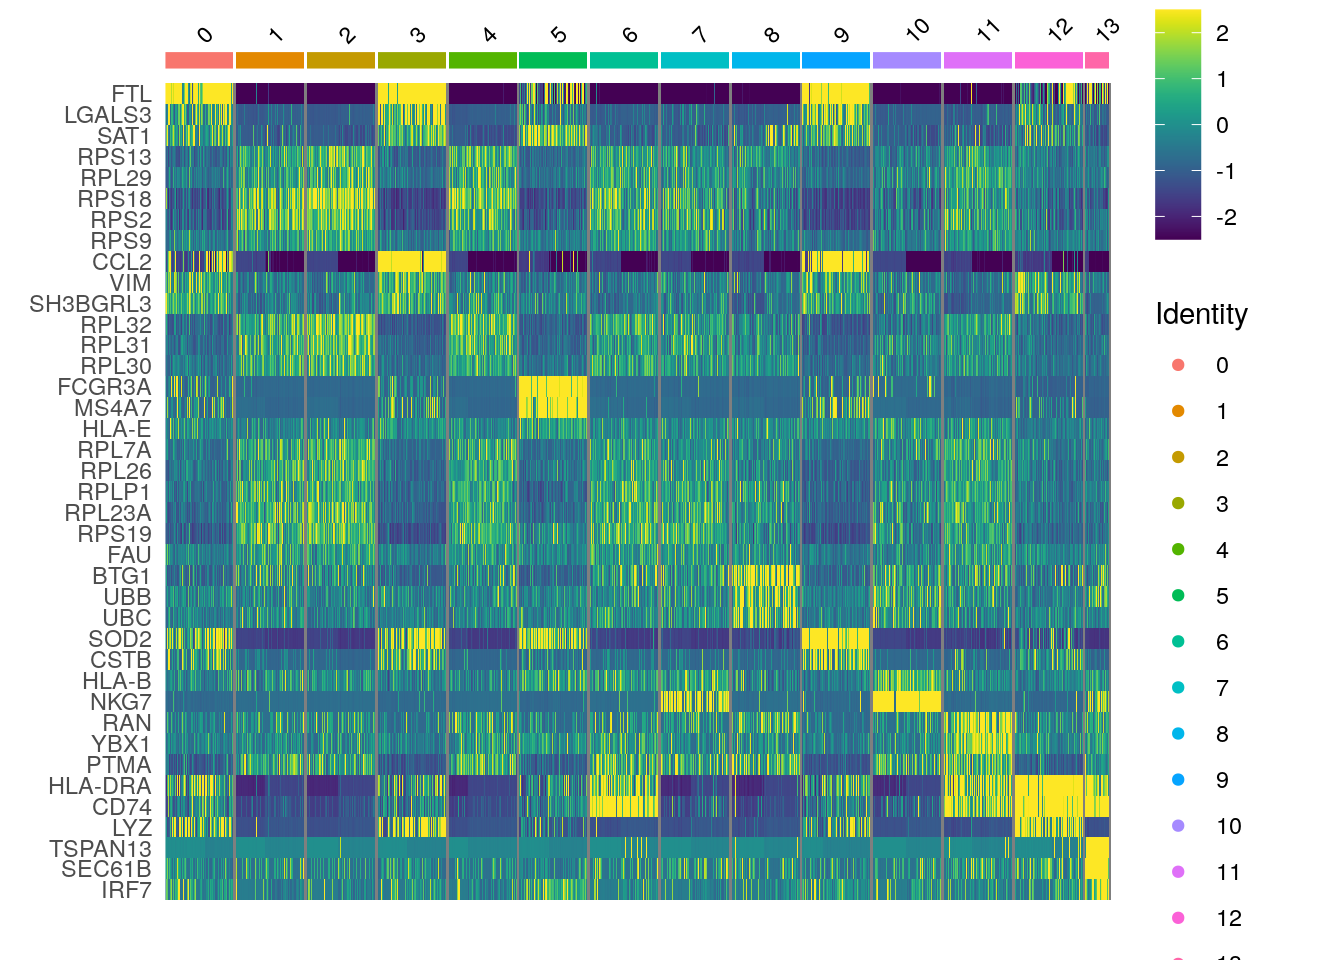 0 1 2 3 4 5 6 7 8 9 10 11 12 13
FTL
LGALS3
SAT1
RPS13
RPL29
RPS18
RPS2
RPS9
CCL2
VIM
SH3BGRL3
RPL32
RPL31
RPL30
FCGR3A
MS4A7
HLA-E
RPL7A
RPL26
RPLP1
RPL23A
RPS19
FAU
BTG1
UBB
UBC
SOD2
CSTB
HLA-B
NKG7
RAN
YBX1
PTMA
HLA-DRA
CD74
LYZ
TSPAN13
SEC61B
IRF7
2
1
0
-1
-2
Identity
0
1
2
3
4
5
6
7
8
9
10
11
12